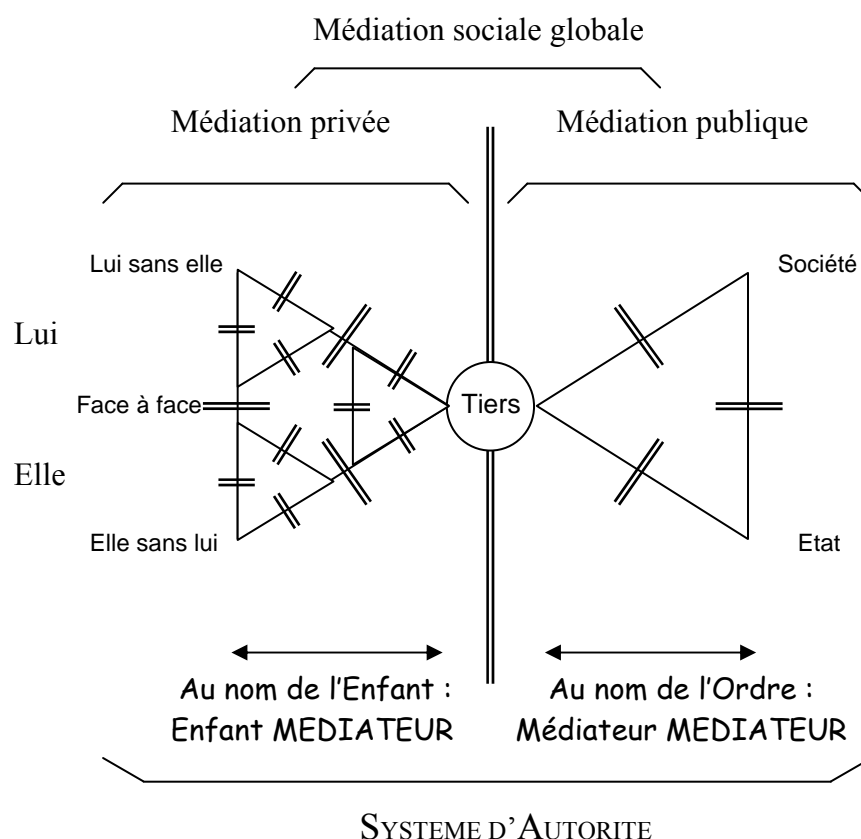 Médiation sociale globale
Médiation privée
Médiation publique
Lui sans elle
Société
Lui
Face à face
Tiers
Elle
Elle sans lui
Etat
Au nom de l’Enfant :
Enfant MEDIATEUR
Au nom de l’Ordre :
Médiateur MEDIATEUR
SYSTEME D’AUTORITE